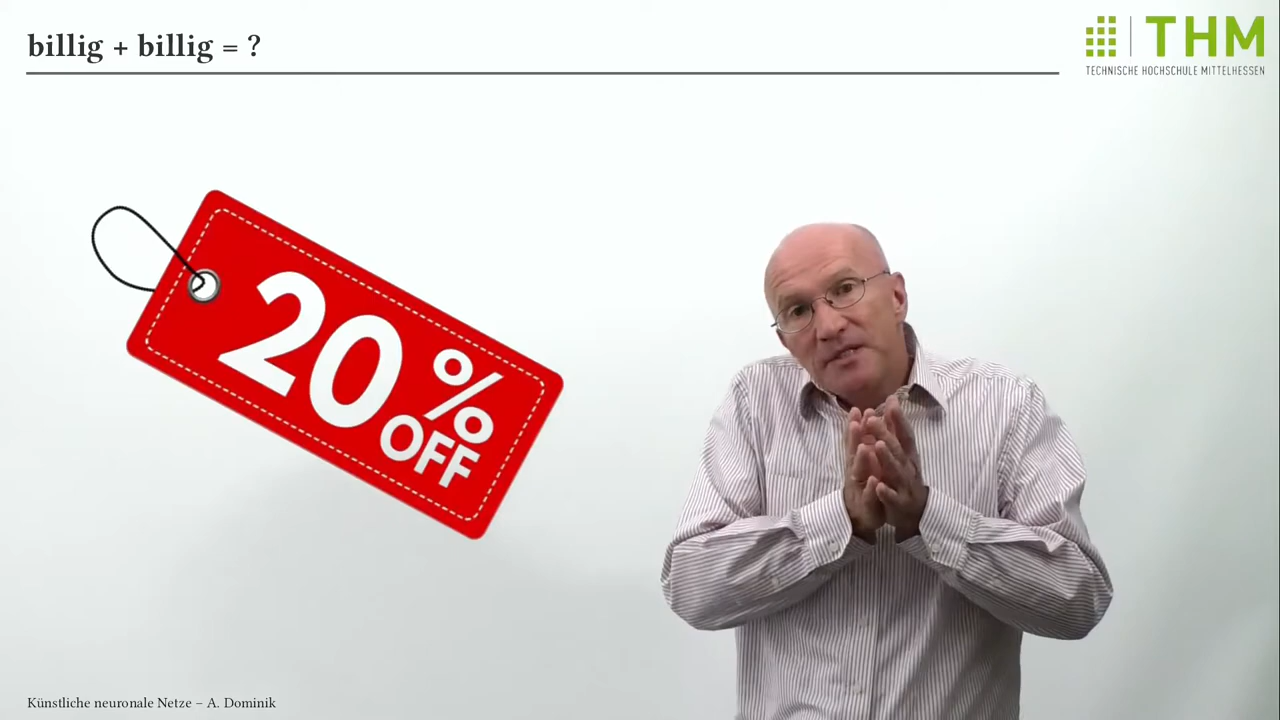 billig + billig = ?
THM
TECHNISCHE HOCHSCHULE MITTELHESSEN
20%
OFF
Künstliche neuronale Netze – A. Dominik